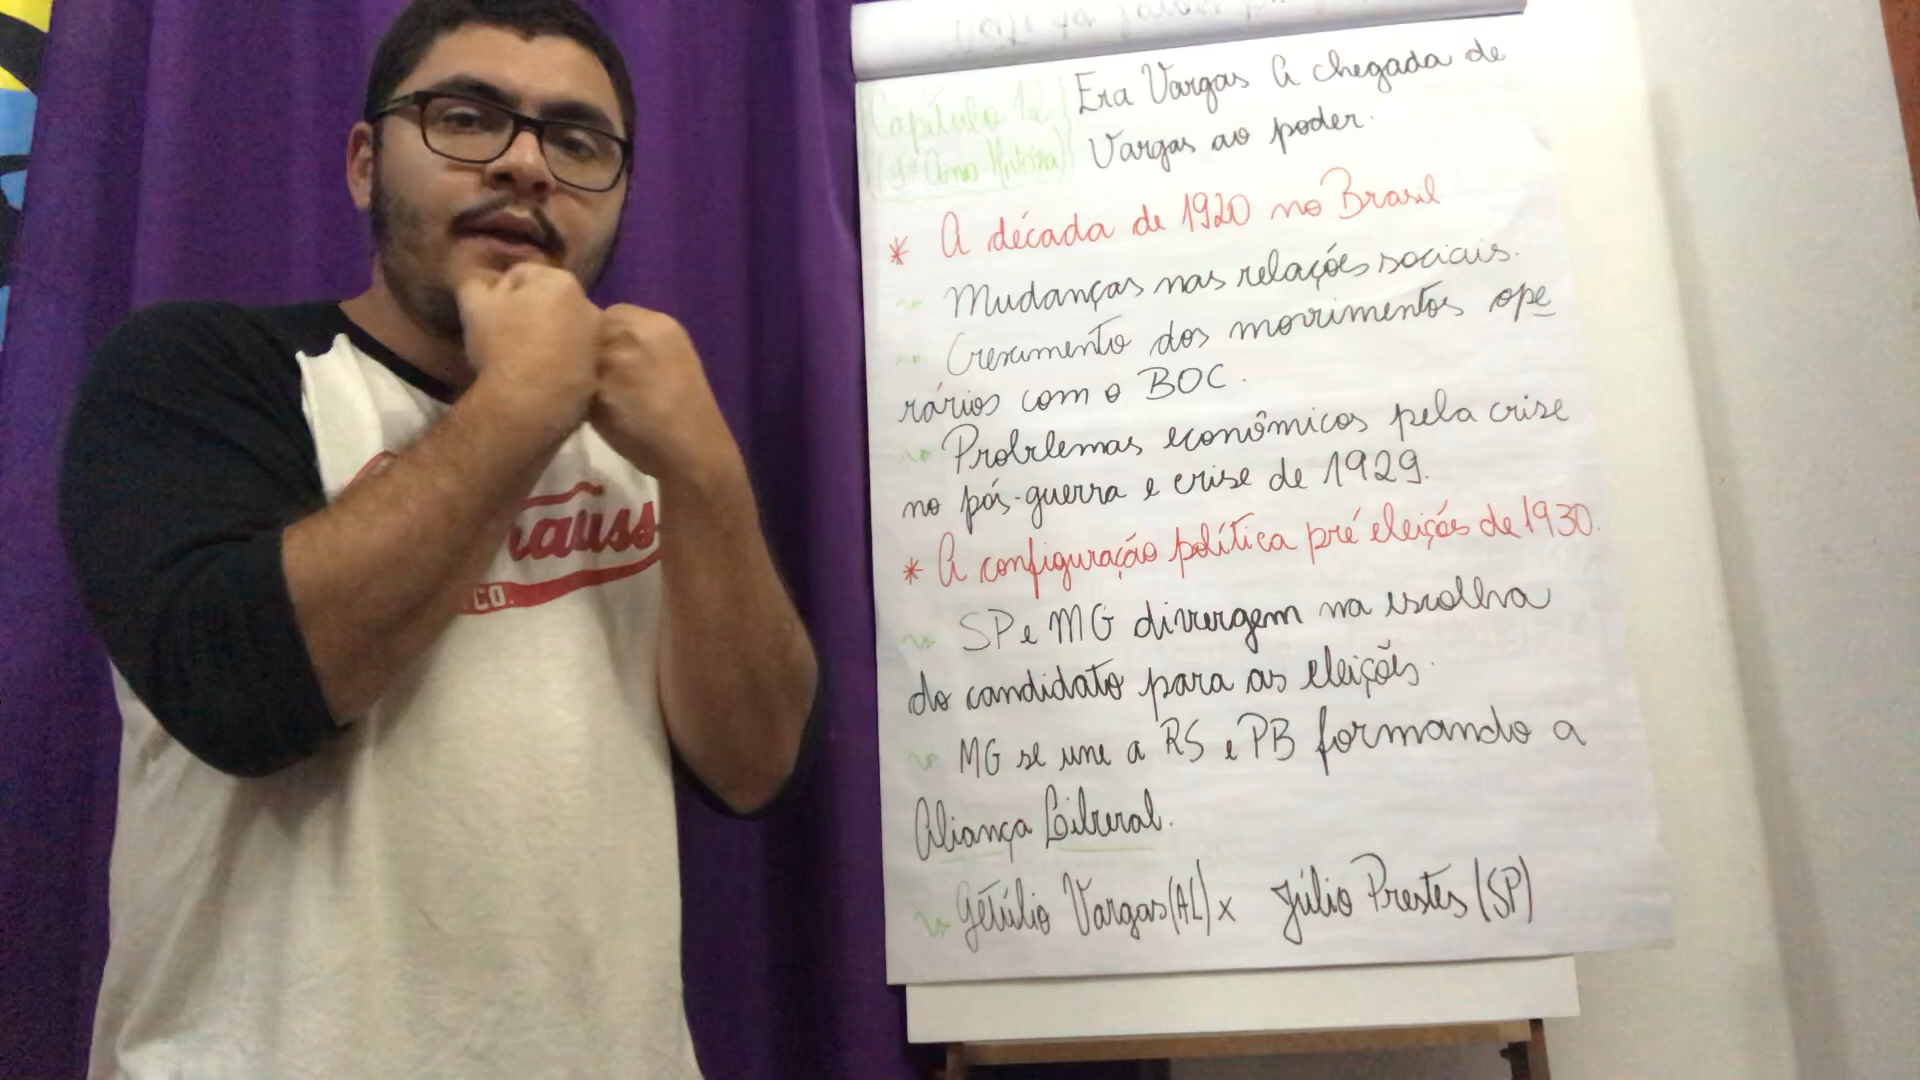 Capítulo 12
(9º Ano História)
Era Vargas A chegada de
Vargas ao poder.
* A década de 1920 no Brasil
Mudanças nas relações sociais.
Crescimento dos movimentos ope
rários com o BOC.
Problemas econômicos pela crise
no pós-guerra e crise de 1929.
* A configuração política pré eleições de 1930.
SP e MG divergem na escolha
do candidato para as eleições.
MG se une a RS e PB formando a
Aliança Liberal.
Getúlio Vargas (AL) x Júlio Prestes (SP)
rauss
CO.